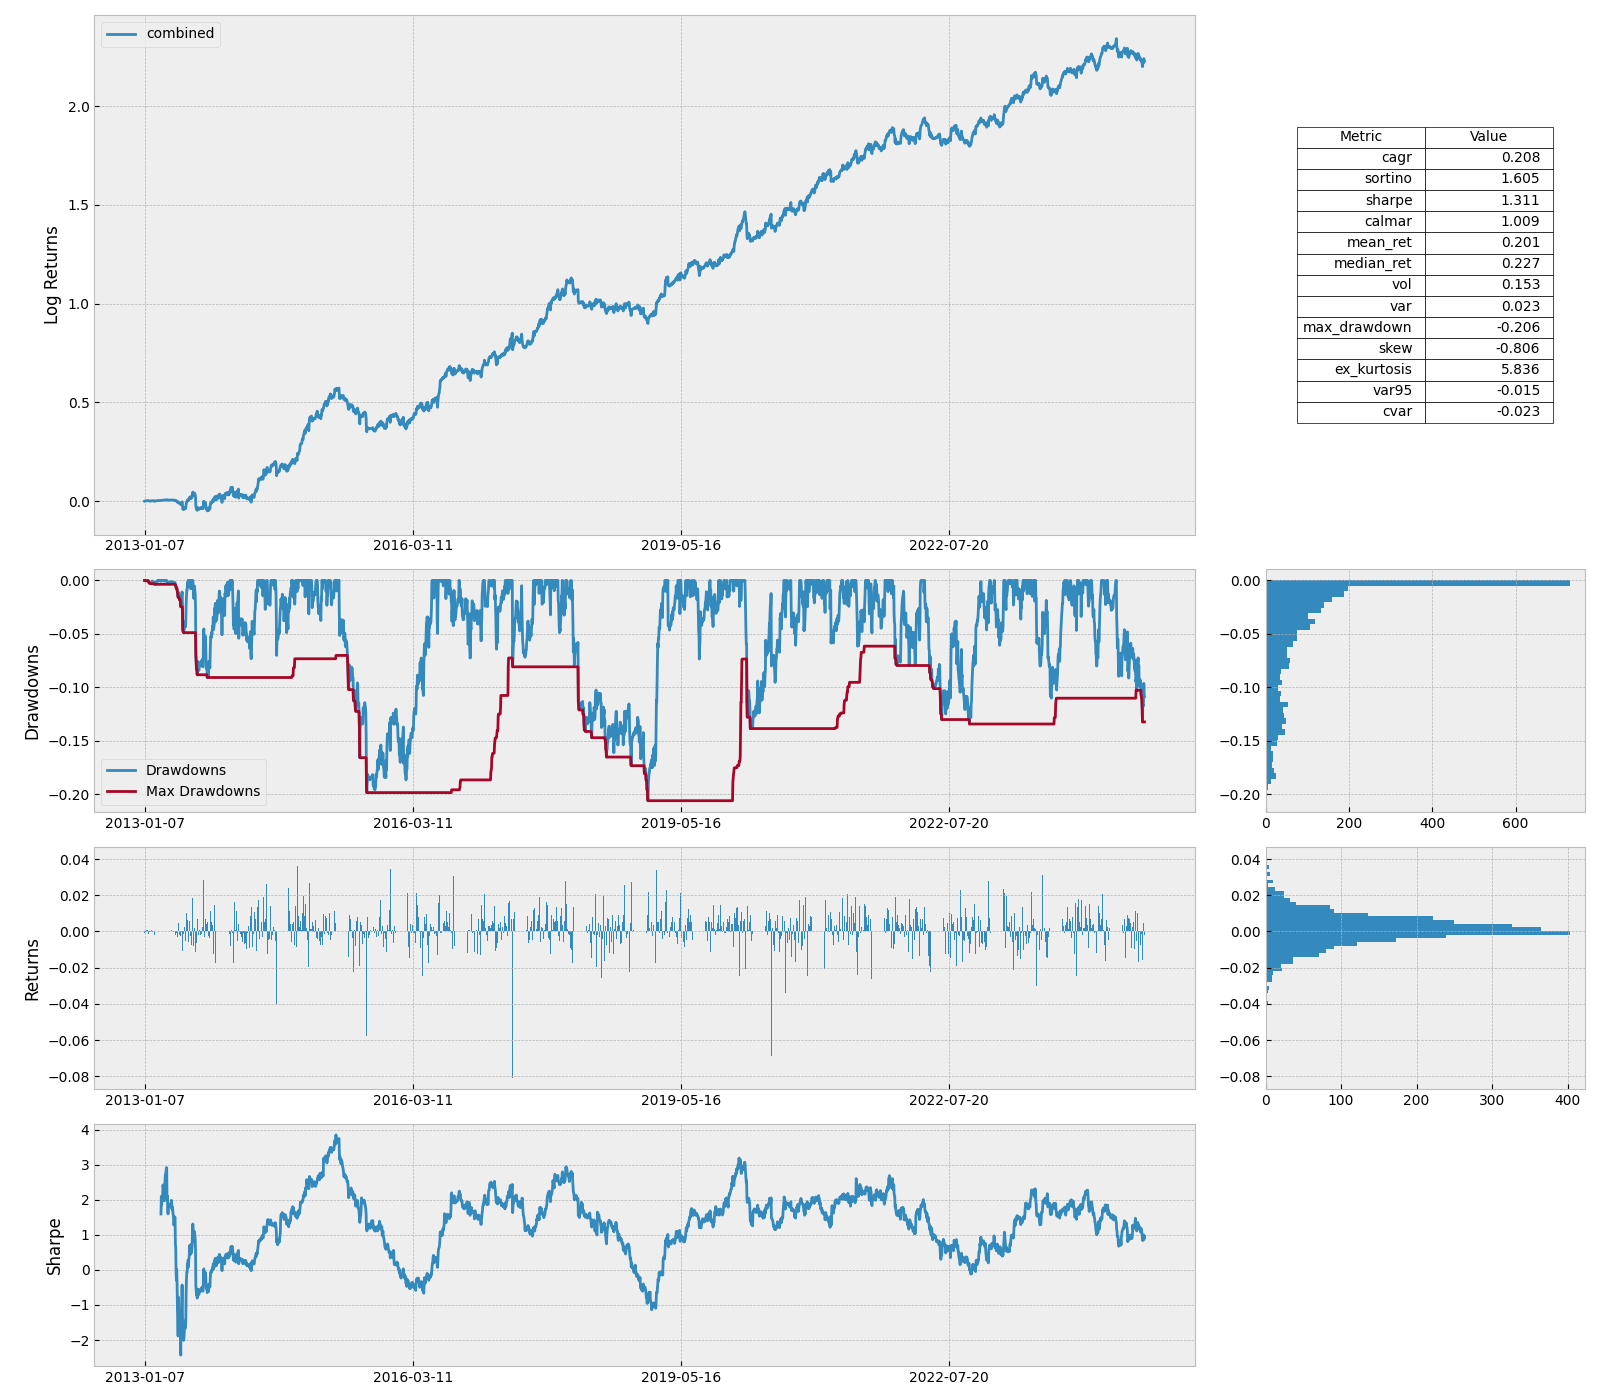 combined
Log Returns
2.0
1.5
1.0
0.5
0.0
2013-01-07 2016-03-11 2019-05-16 2022-07-20
Metric Value
cagr 0.208
sortino 1.605
sharpe 1.311
calmar 1.009
mean_ret 0.201
median_ret 0.227
vol 0.153
var 0.023
max_drawdown -0.206
skew -0.806
ex_kurtosis 5.836
var95 -0.015
cvar -0.023
Drawdowns
0.00
−0.05
−0.10
−0.15
−0.20
Drawdowns
Max Drawdowns
2013-01-07 2016-03-11 2019-05-16 2022-07-20
0.00
−0.05
−0.10
−0.15
−0.20
0 200 400 600
Returns
0.04
0.02
0.00
−0.02
−0.04
−0.06
−0.08
2013-01-07 2016-03-11 2019-05-16 2022-07-20
0.04
0.02
0.00
−0.02
−0.04
−0.06
−0.08
0 100 200 300 400
Sharpe
4
3
2
1
0
−1
−2
2013-01-07 2016-03-11 2019-05-16 2022-07-20